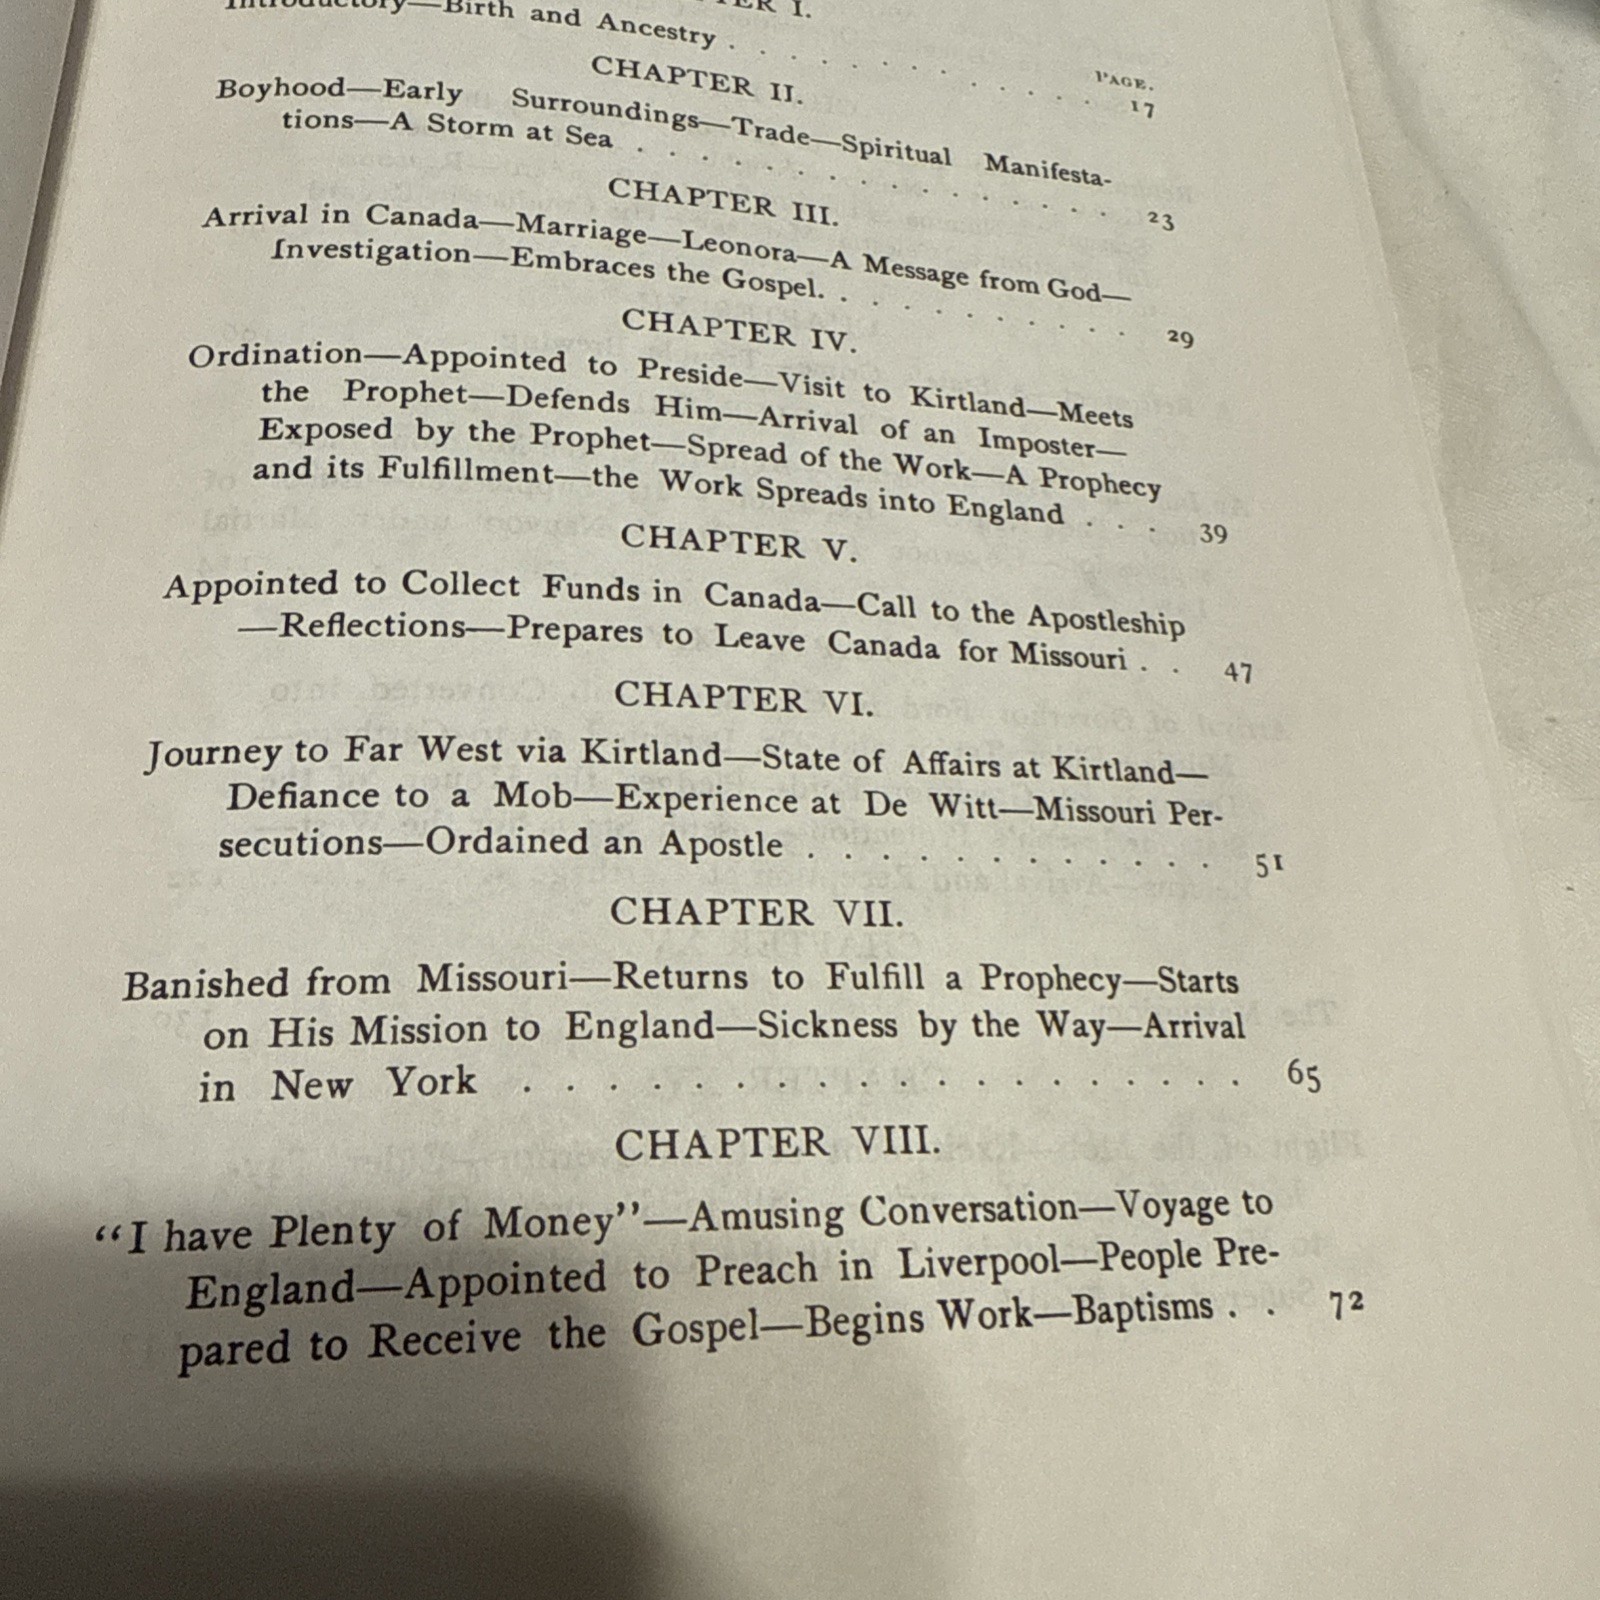 CHAPTER I.
Introductory—Birth and Ancestry . . . . . . . . . . . .
PAGE.
17
CHAPTER II.
Boyhood—Early Surroundings—Trade—Spiritual Manifesta-
tions—A Storm at Sea . . . . . . . . . . . . . . . 23
CHAPTER III.
Arrival in Canada—Marriage—Leonora—A Message from God—
Investigation—Embraces the Gospel. . . . . . . . . . . 29
CHAPTER IV.
Ordination—Appointed to Preside—Visit to Kirtland—Meets
the Prophet—Defends Him—Arrival of an Imposter—
Exposed by the Prophet—Spread of the Work—A Prophecy
and its Fulfillment—the Work Spreads into England . . . 39
CHAPTER V.
Appointed to Collect Funds in Canada—Call to the Apostleship
—Reflections—Prepares to Leave Canada for Missouri . . 47
CHAPTER VI.
Journey to Far West via Kirtland—State of Affairs at Kirtland—
Defiance to a Mob—Experience at De Witt—Missouri Per-
secutions—Ordained an Apostle . . . . . . . . . . . . 51
CHAPTER VII.
Banished from Missouri—Returns to Fulfill a Prophecy—Starts
on His Mission to England—Sickness by the Way—Arrival
in New York . . . . . . . . . . . . . . . . . . 65
CHAPTER VIII.
“I have Plenty of Money”—Amusing Conversation—Voyage to
England—Appointed to Preach in Liverpool—People Pre-
pared to Receive the Gospel—Begins Work—Baptisms . . 72